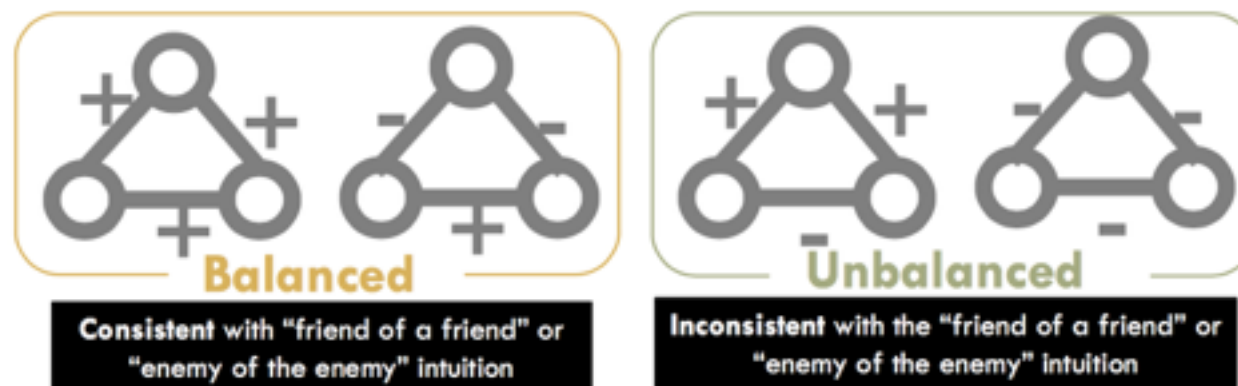 + + +
- - +
Balanced
Consistent with “friend of a friend” or
“enemy of the enemy” intuition
+ + -
- - -
Unbalanced
Inconsistent with the “friend of a friend” or
“enemy of the enemy” intuition